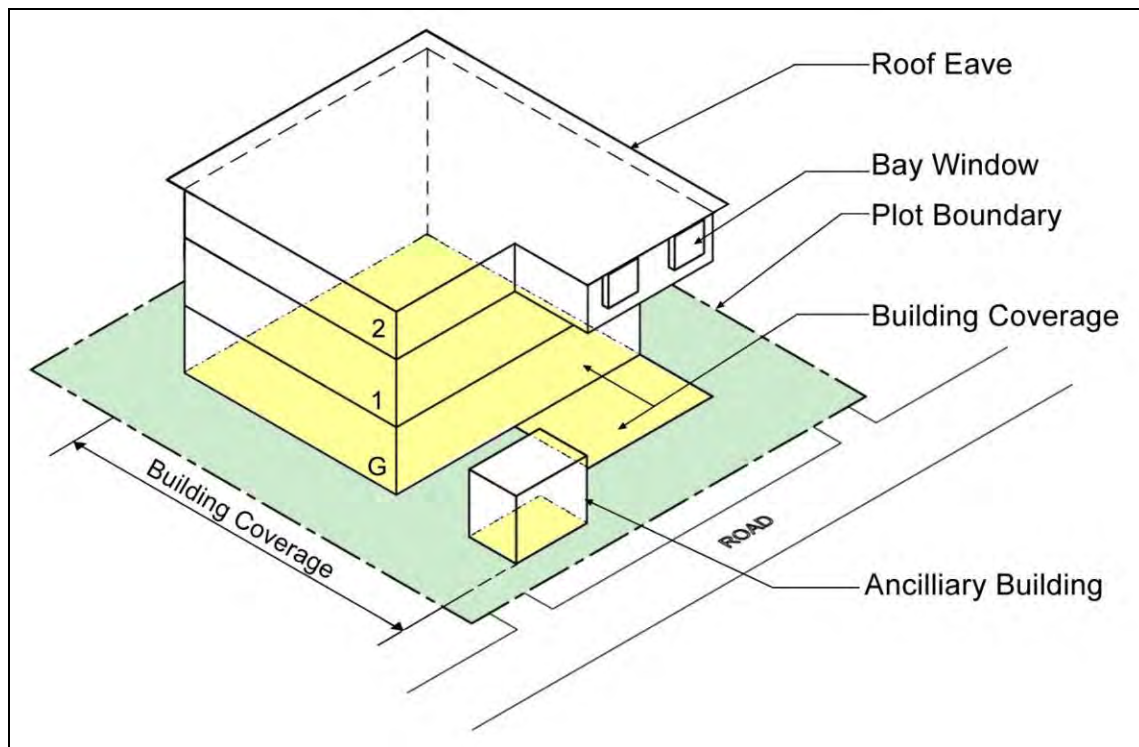 Roof Eave
Bay Window
Plot Boundary
Building Coverage
2
1
G
Building Coverage
ROAD
Ancilliary Building